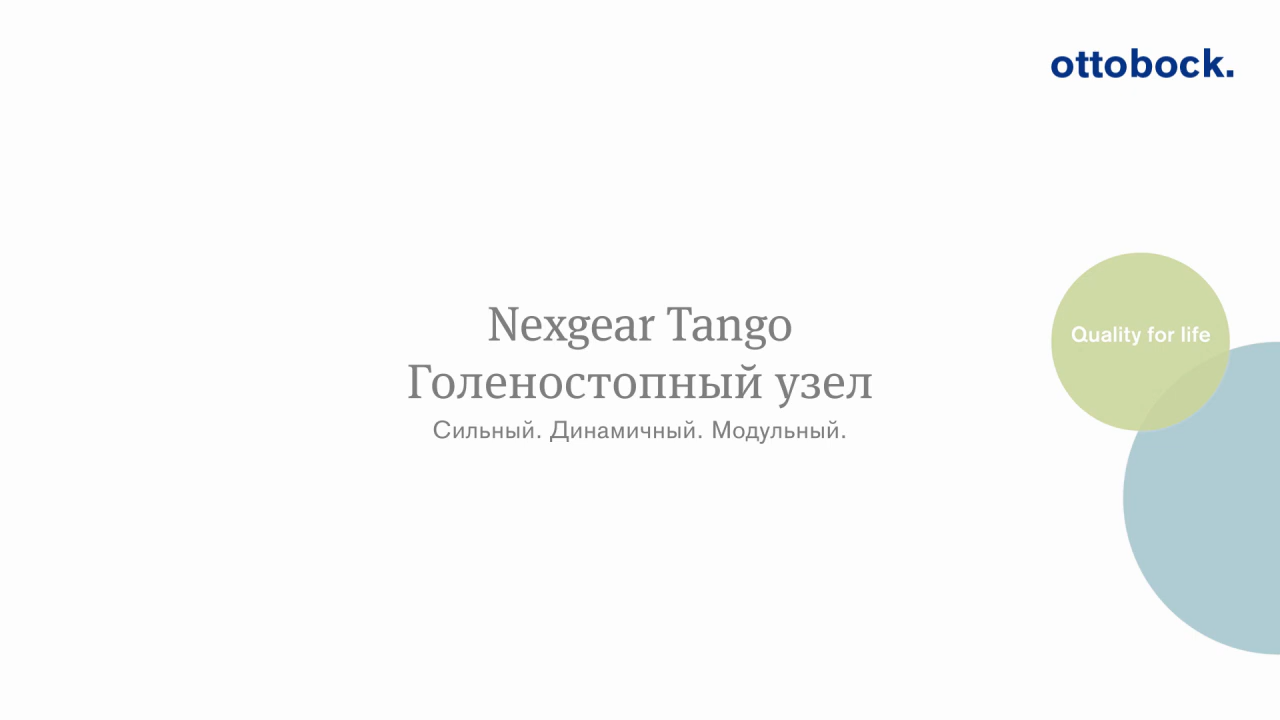 ottobock.
Quality for life
Nexgear Tango
Голеностопный узел
Сильный. Динамичный. Модульный.